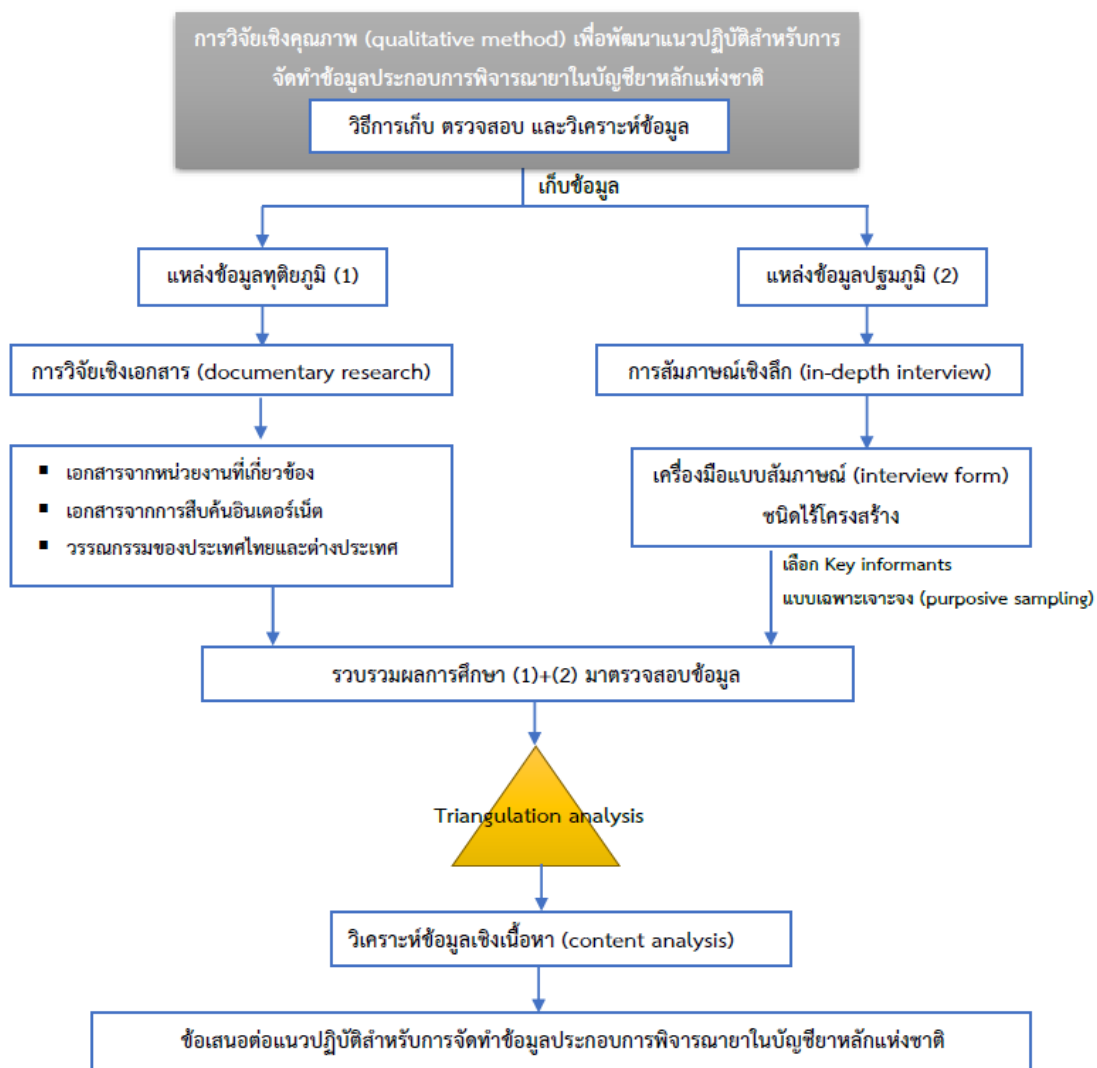 การวิจัยเชิงคุณภาพ (qualitative method) เพื่อพัฒนาแนวปฏิบัติสำหรับการ
จัดทำข้อมูลประกอบการพิจารณายาในบัญชียาหลักแห่งชาติ
วิธีการเก็บ ตรวจสอบ และวิเคราะห์ข้อมูล
เก็บข้อมูล
แหล่งข้อมูลทุติยภูมิ (1)
แหล่งข้อมูลปฐมภูมิ (2)
การวิจัยเชิงเอกสาร (documentary research)
การสัมภาษณ์เชิงลึก (in-depth interview)
▪ เอกสารจากหน่วยงานที่เกี่ยวข้อง
▪ เอกสารจากการสืบค้นอินเตอร์เน็ต
▪ วรรณกรรมของประเทศไทยและต่างประเทศ
เครื่องมือแบบสัมภาษณ์ (interview form)
ชนิดไร้โครงสร้าง
เลือก Key informants
แบบเฉพาะเจาะจง (purposive sampling)
รวบรวมผลการศึกษา (1)+(2) มาตรวจสอบข้อมูล
Triangulation analysis
วิเคราะห์ข้อมูลเชิงเนื้อหา (content analysis)
ข้อเสนอต่อแนวปฏิบัติสำหรับการจัดทำข้อมูลประกอบการพิจารณายาในบัญชียาหลักแห่งชาติ